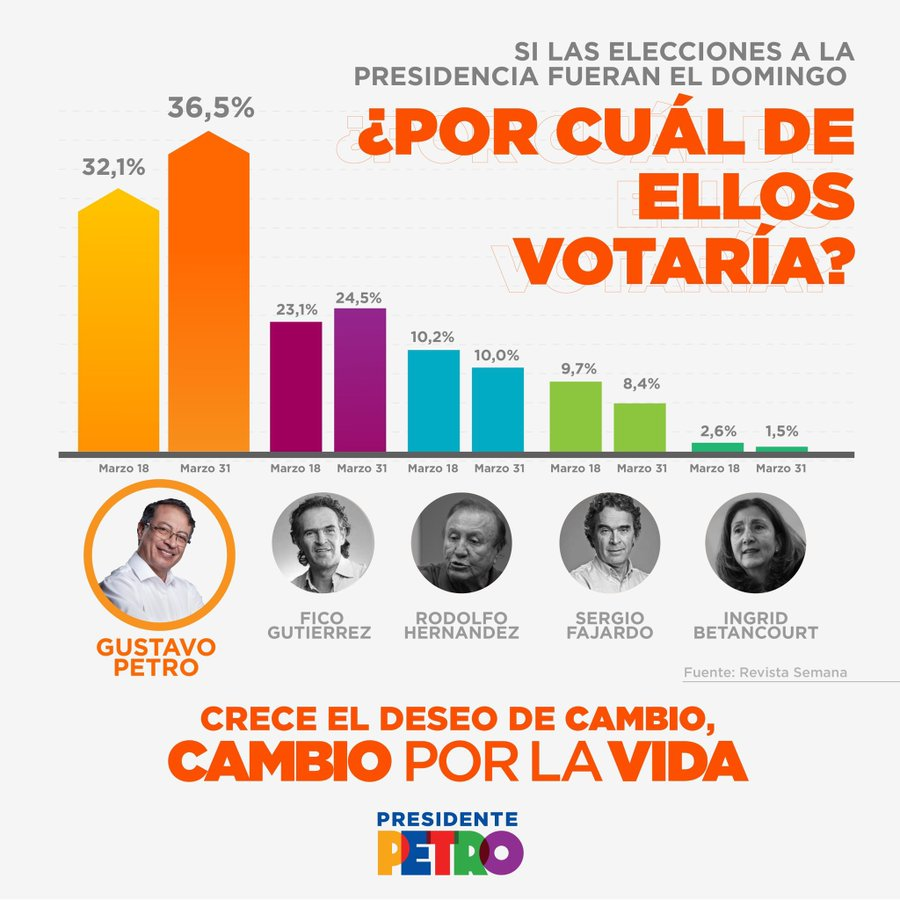 SI LAS ELECCIONES A LA
PRESIDENCIA FUERAN EL DOMINGO
¿POR CUÁL DE
ELLOS
VOTARÍA?
32,1%
36,5%
23,1%
24,5%
10,2%
10,0%
9,7%
8,4%
2,6%
1,5%
Marzo 18
Marzo 31
Marzo 18
Marzo 31
Marzo 18
Marzo 31
Marzo 18
Marzo 31
Marzo 18
Marzo 31
GUSTAVO
PETRO
FICO
GUTIERREZ
RODOLFO
HERNANDEZ
SERGIO
FAJARDO
INGRID
BETANCOURT
Fuente: Revista Semana
CRECE EL DESEO DE CAMBIO,
CAMBIO POR LA VIDA
PRESIDENTE
PETRO